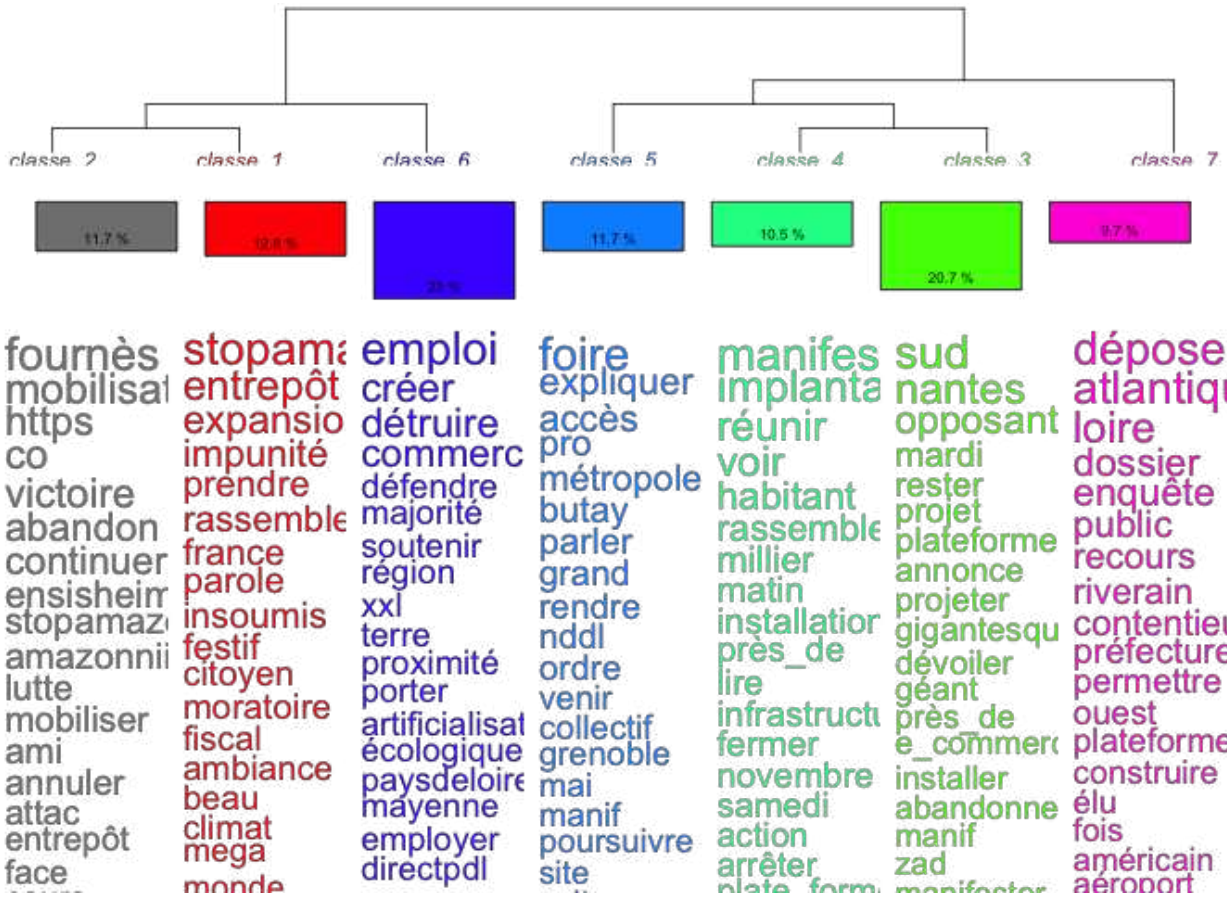 classe 2
classe 1
classe 6
classe 5
classe 4
classe 3
classe 7
11.7 %
23 %
11.7 %
10.5 %
20.7 %
9.7 %
fournès
mobilisat
https
co
victoire
abandon
continuer
ensisheim
stopamaz
amazonnii
lutte
mobiliser
ami
annuler
attac
entrepôt
face
stopama
entrepôt
expansio
impunité
prendre
rassemble
france
parole
insoumis
festif
citoyen
moratoire
fiscal
ambiance
beau
climat
mega
monde
emploi
créer
détruire
commerc
défendre
majorité
soutenir
région
xxl
terre
proximité
porter
artificialisat
écologique
paysdeloire
mayenne
employer
directpdl
foire
expliquer
accès
pro
métropole
butay
parler
grand
rendre
nddl
ordre
venir
collectif
grenoble
mai
manif
poursuivre
site
manifes
implanta
réunir
voir
habitant
rassemble
millier
matin
installation
près_de
lire
infrastructu
fermer
novembre
samedi
action
arrêter
plate_form
sud
nantes
opposant
mardi
rester
projet
plateforme
annonce
projeter
gigantesqu
dévoiler
géant
près_de
e_commerc
installer
abandonne
manif
zad
manifester
dépose
atlantiqu
loire
dossier
enquête
public
recours
riverain
contentieu
préfecture
permettre
ouest
plateforme
construire
élu
fois
américain
aéroport